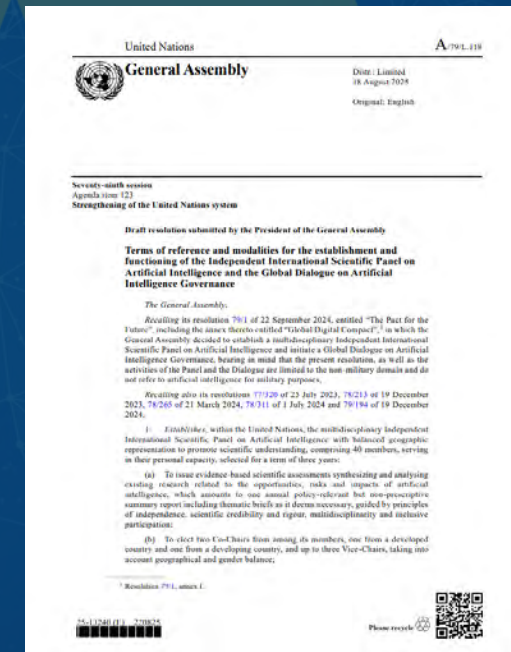 United Nations
A/79/L.118
General Assembly
Distr.: Limited
18 August 2025
Original: English
Seventy-ninth session
Agenda item 123
Strengthening of the United Nations system
Draft resolution submitted by the President of the General Assembly
Terms of reference and modalities for the establishment and
functioning of the Independent International Scientific Panel on
Artificial Intelligence and the Global Dialogue on Artificial
Intelligence Governance
The General Assembly,
Recalling its resolution 79/1 of 22 September 2024, entitled “The Pact for the
Future”, including the annex thereto entitled “Global Digital Compact”,¹ in which the
General Assembly decided to establish a multidisciplinary Independent International
Scientific Panel on Artificial Intelligence and initiate a Global Dialogue on Artificial
Intelligence Governance, bearing in mind that the present resolution, as well as the
activities of the Panel and the Dialogue are limited to the non-military domain and do
not refer to artificial intelligence for military purposes,
Recalling also its resolutions 77/320 of 25 July 2023, 78/213 of 19 December
2023, 78/265 of 21 March 2024, 78/311 of 1 July 2024 and 79/194 of 19 December
2024,
1. Establishes, within the United Nations, the multidisciplinary Independent
International Scientific Panel on Artificial Intelligence with balanced geographic
representation to promote scientific understanding, comprising 40 members, serving
in their personal capacity, selected for a term of three years:
(a) To issue evidence-based scientific assessments synthesizing and analysing
existing research related to the opportunities, risks and impacts of artificial
intelligence, which amounts to one annual policy-relevant but non-prescriptive
summary report including thematic briefs as it deems necessary, guided by principles
of independence, scientific credibility and rigour, multidisciplinarity and inclusive
participation;
(b) To elect two Co-Chairs from among its members, one from a developed
country and one from a developing country, and up to three Vice-Chairs, taking into
account geographical and gender balance;
¹ Resolution 79/1, annex I.
25-13240 (E) 220825
Please recycle